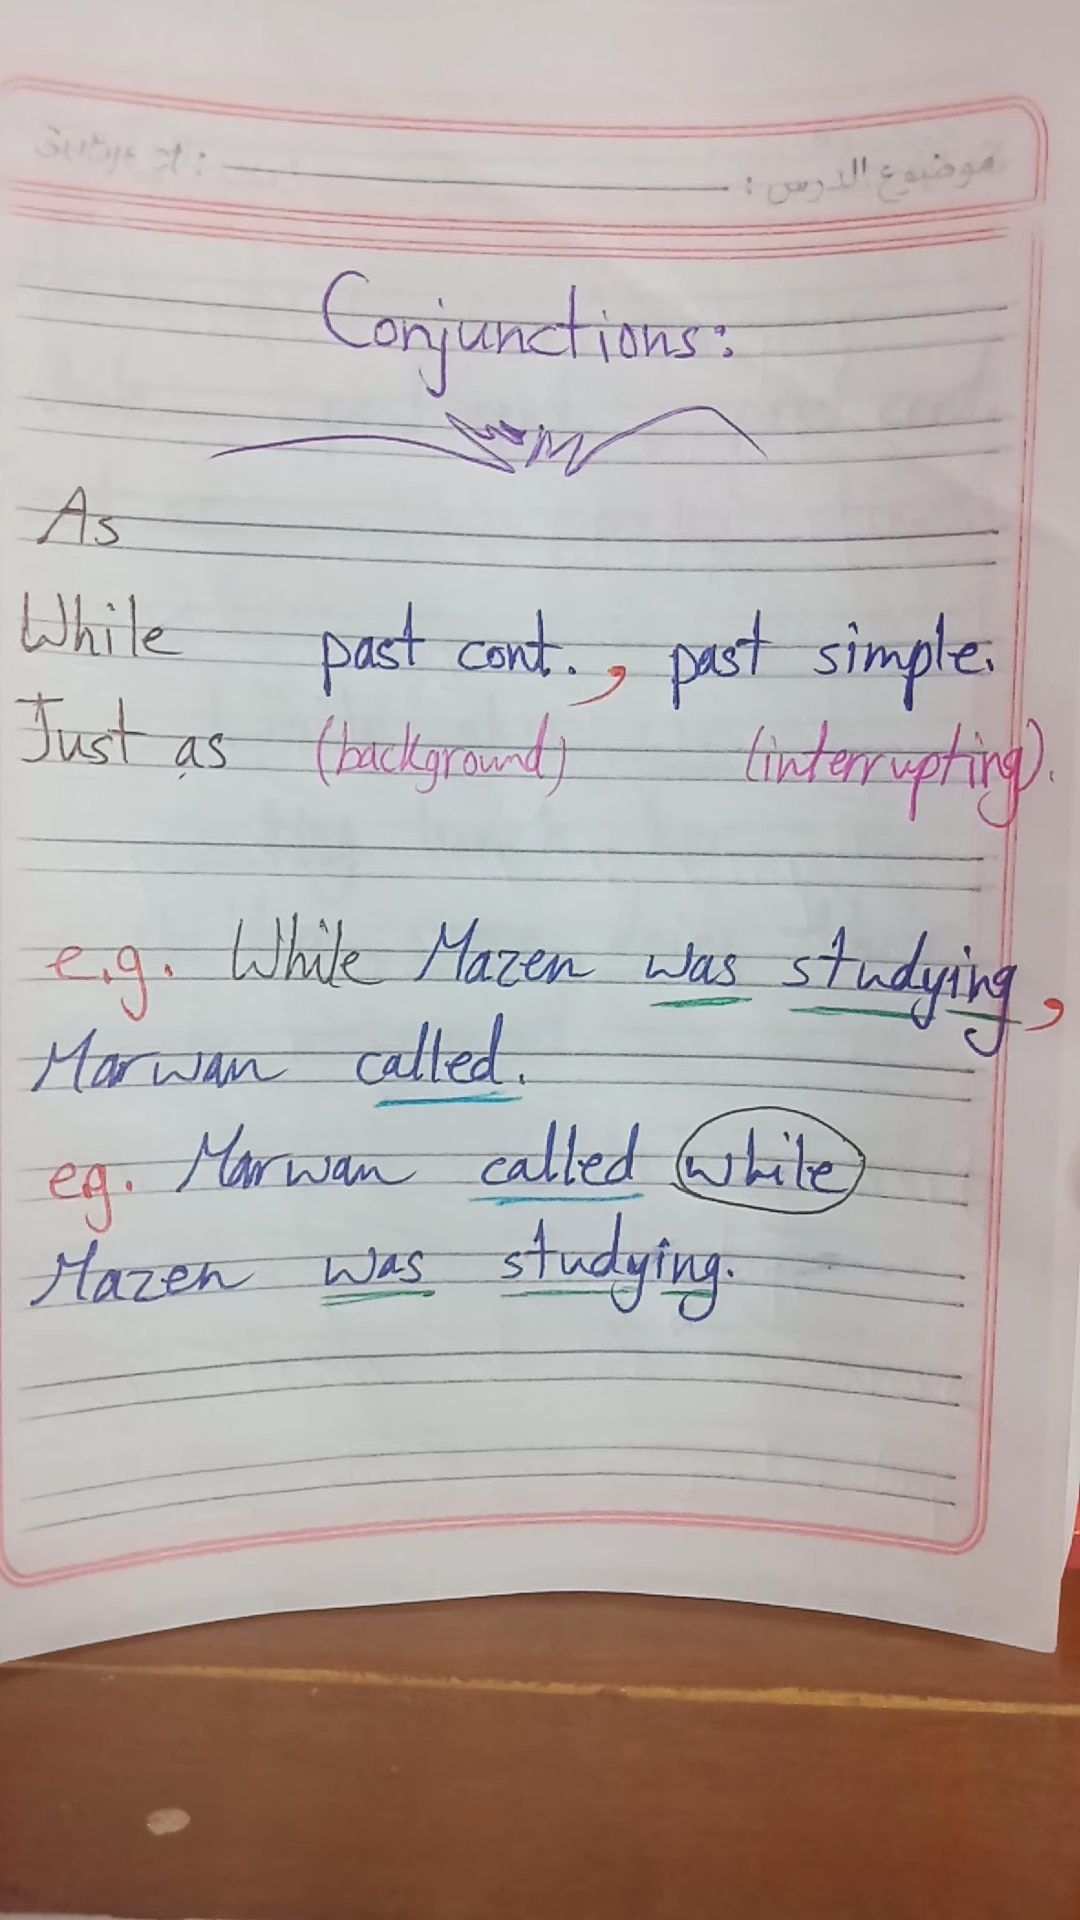 Subject : موضوع الدرس :
Conjunctions:
As
While past cont. , past simple.
Just as (background) (interrupting).
e.g. While Mazen was studying,
Marwan called.
eg. Marwan called while
Mazen was studying.